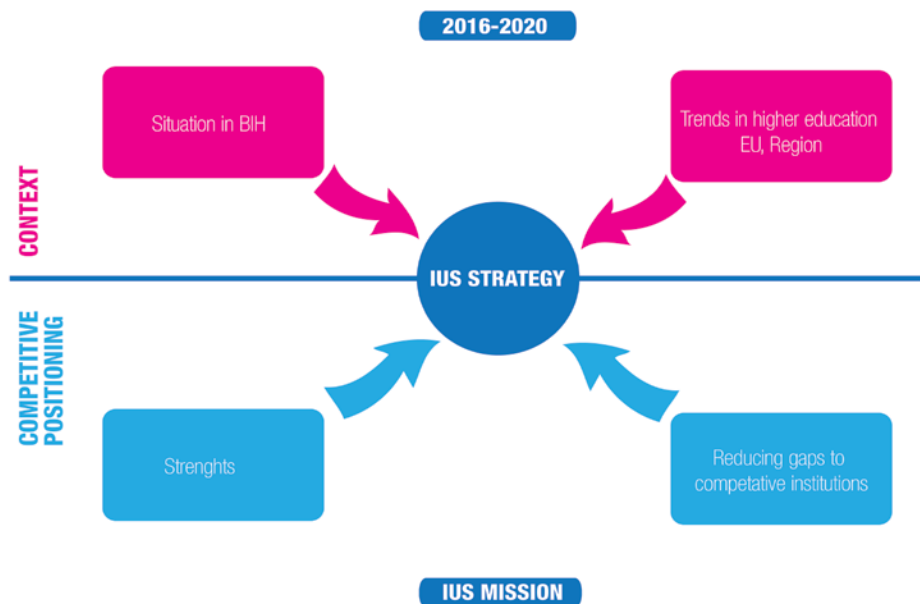 2016-2020
Situation in BIH
Trends in higher education
EU, Region
CONTEXT
IUS STRATEGY
COMPETITIVE
POSITIONING
Strenghts
Reducing gaps to
competative institutions
IUS MISSION